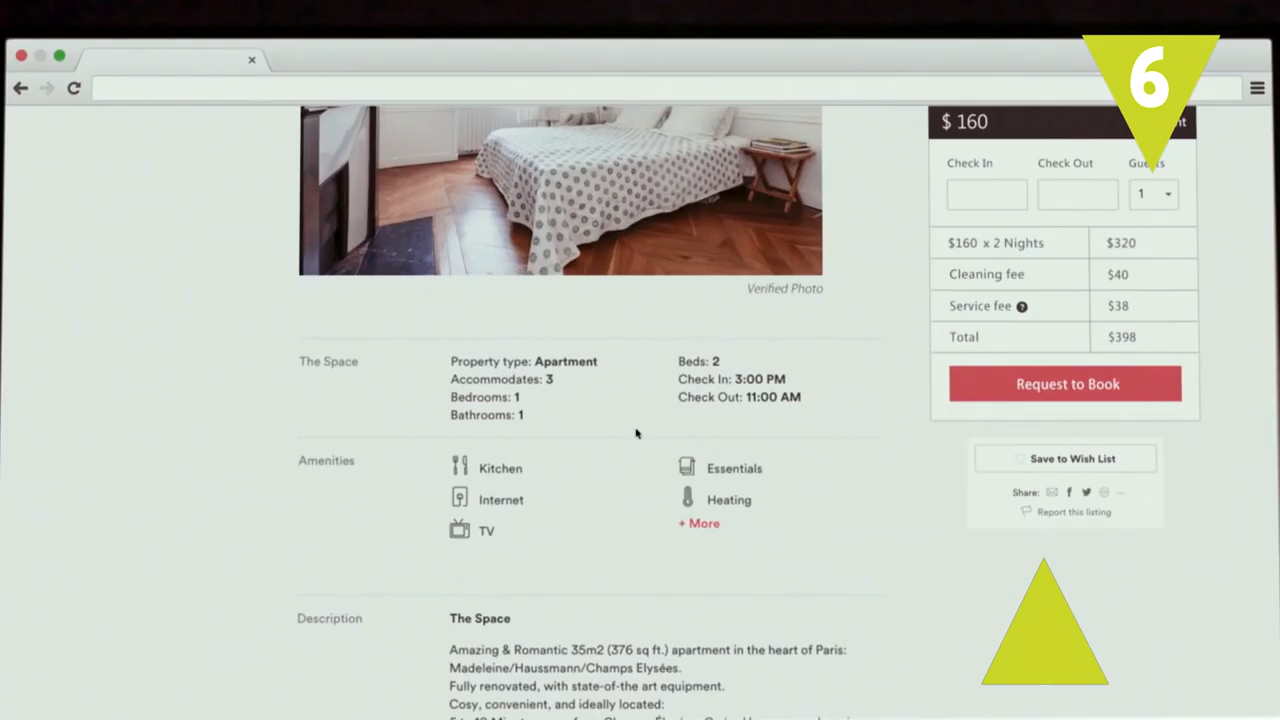 6
$ 160
Check In
Check Out
1
$160 x 2 Nights
$320
Cleaning fee
$40
Service fee ?
$38
Total
$398
Request to Book
Save to Wish List
Share:
Report this listing
Verified Photo
The Space
Property type: Apartment
Accommodates: 3
Bedrooms: 1
Bathrooms: 1
Beds: 2
Check In: 3:00 PM
Check Out: 11:00 AM
Amenities
Kitchen
Internet
TV
Essentials
Heating
+ More
Description
The Space
Amazing & Romantic 35m2 (376 sq ft.) apartment in the heart of Paris:
Madeleine/Haussmann/Champs Elysées.
Fully renovated, with state-of-the art equipment.
Cosy, convenient, and ideally located: